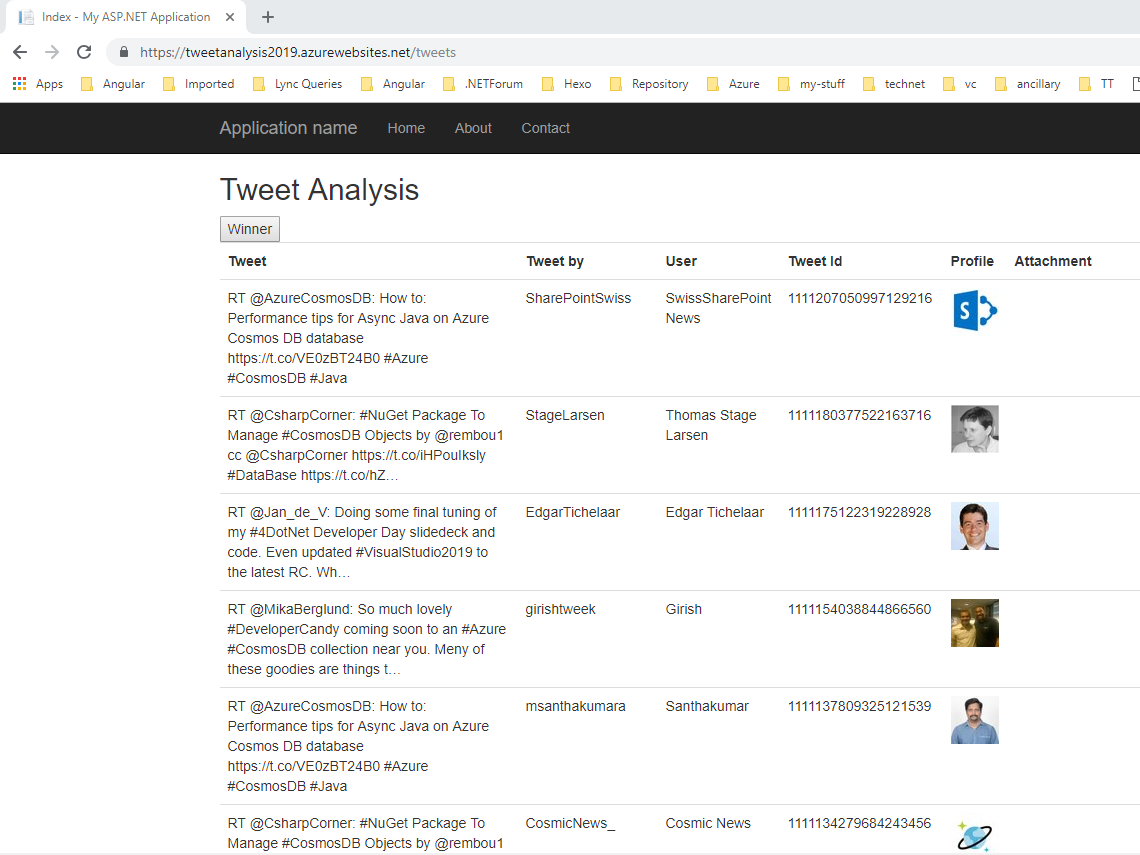 Index - My ASP.NET Application
https://tweetanalysis2019.azurewebsites.net/tweets
Apps Angular Imported Lync Queries Angular .NETForum Hexo Repository Azure my-stuff technet vc ancillary TT
Application name Home About Contact
Tweet Analysis
Winner
Tweet Tweet by User Tweet Id Profile Attachment
RT @AzureCosmosDB: How to: SharePointSwiss SwissSharePoint 1111207050997129216
Performance tips for Async Java on Azure News
Cosmos DB database
https://t.co/VE0zBT24B0 #Azure
#CosmosDB #Java
RT @CsharpCorner: #NuGet Package To StageLarsen Thomas Stage 1111180377522163716
Manage #CosmosDB Objects by @rembou1 Larsen
cc @CsharpCorner https://t.co/iHPouIksly
#DataBase https://t.co/hZ…
RT @Jan_de_V: Doing some final tuning of EdgarTichelaar Edgar Tichelaar 1111175122319228928
my #4DotNet Developer Day slidedeck and
code. Even updated #VisualStudio2019 to
the latest RC. Wh…
RT @MikaBerglund: So much lovely girishtweek Girish 1111154038844866560
#DeveloperCandy coming soon to an #Azure
#CosmosDB collection near you. Meny of
these goodies are things t…
RT @AzureCosmosDB: How to: msanthakumara Santhakumar 1111137809325121539
Performance tips for Async Java on Azure
Cosmos DB database
https://t.co/VE0zBT24B0 #Azure
#CosmosDB #Java
RT @CsharpCorner: #NuGet Package To CosmicNews_ Cosmic News 1111134279684243456
Manage #CosmosDB Objects by @rembou1